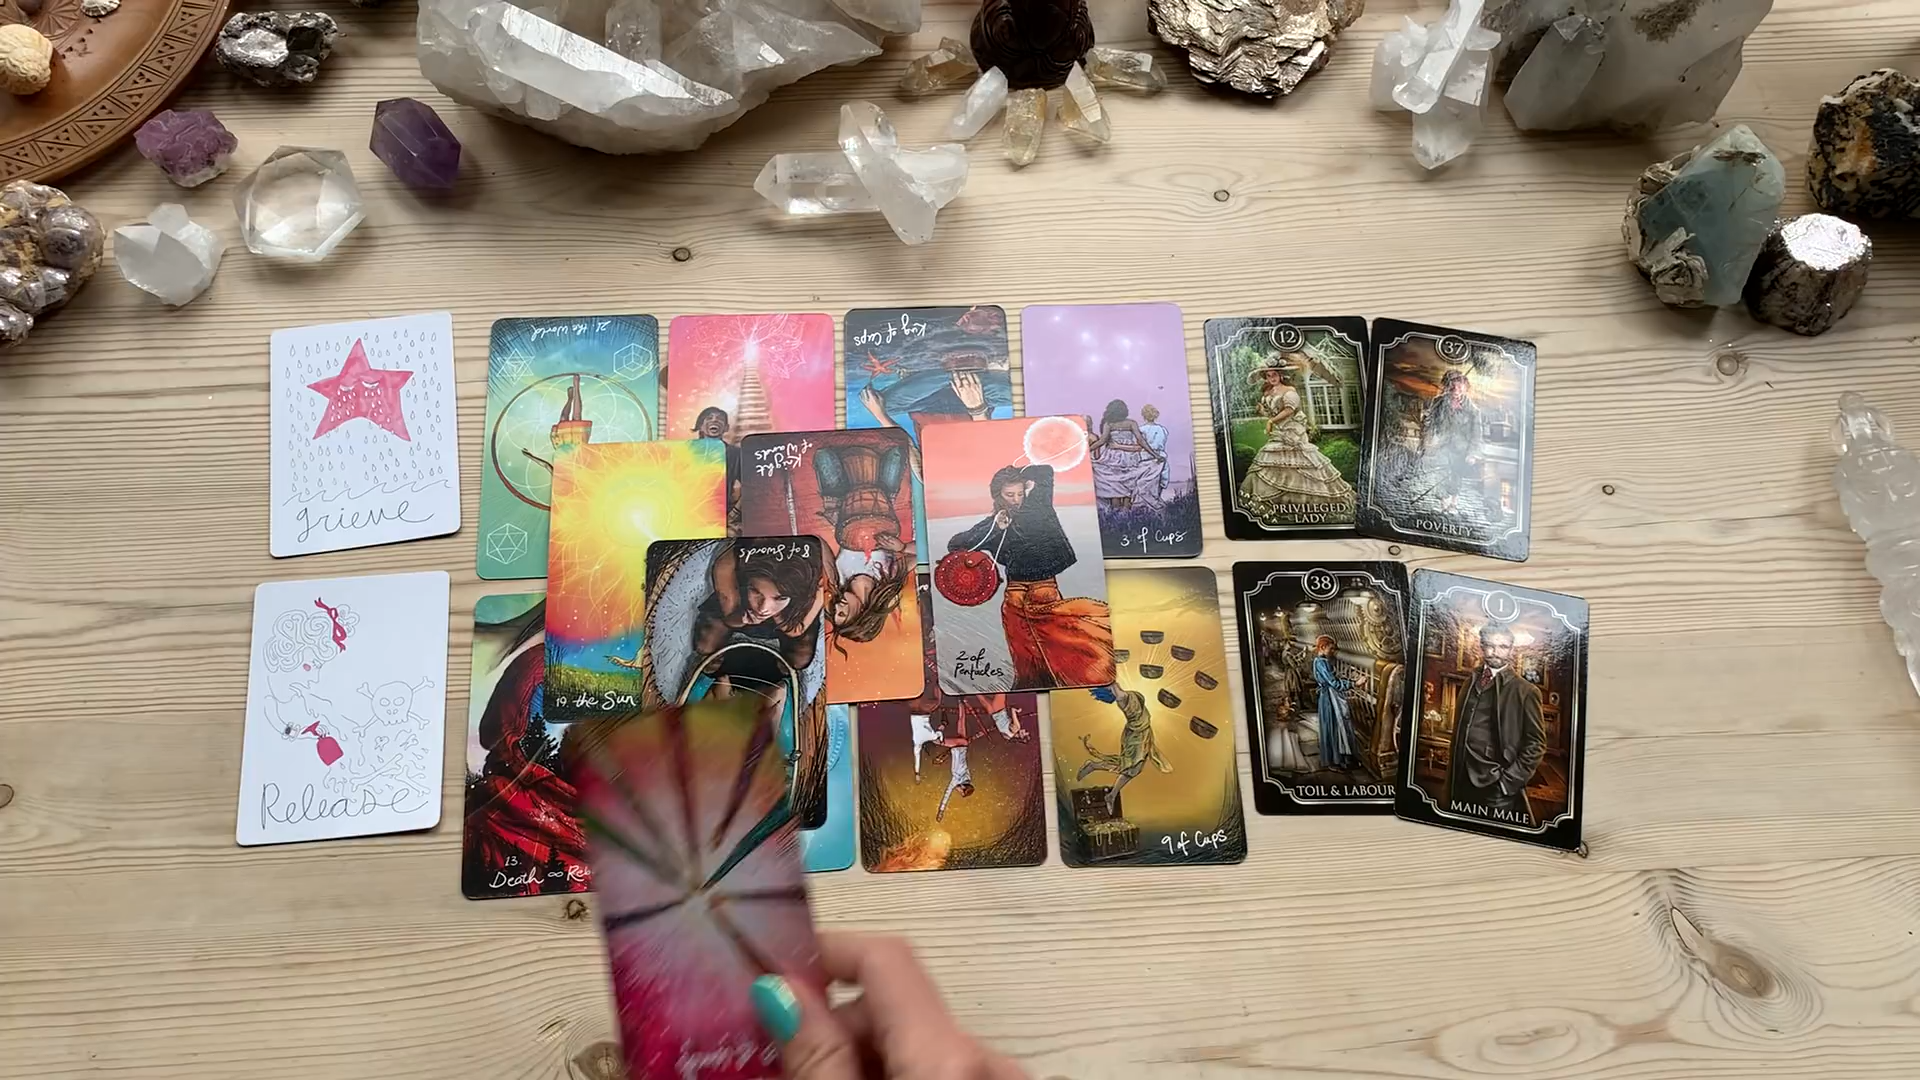 grieve
21. the World
King of Cups
3 of Cups
12
PRIVILEGED
LADY
37
POVERTY
Knight
of Wands
8 of Swords
19. the Sun
2 of
Pentacles
Release
13.
Death ∞ Reb
9 of Cups
38
TOIL & LABOUR
1
MAIN MALE